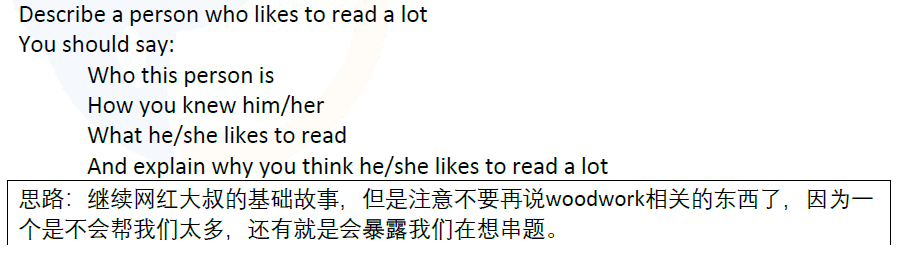 Describe a person who likes to read a lot
You should say:
Who this person is
How you knew him/her
What he/she likes to read
And explain why you think he/she likes to read a lot
思路：继续网红大叔的基础故事，但是注意不要再说woodwork相关的东西了，因为一
个是不会帮我们太多，还有就是会暴露我们在想串题。